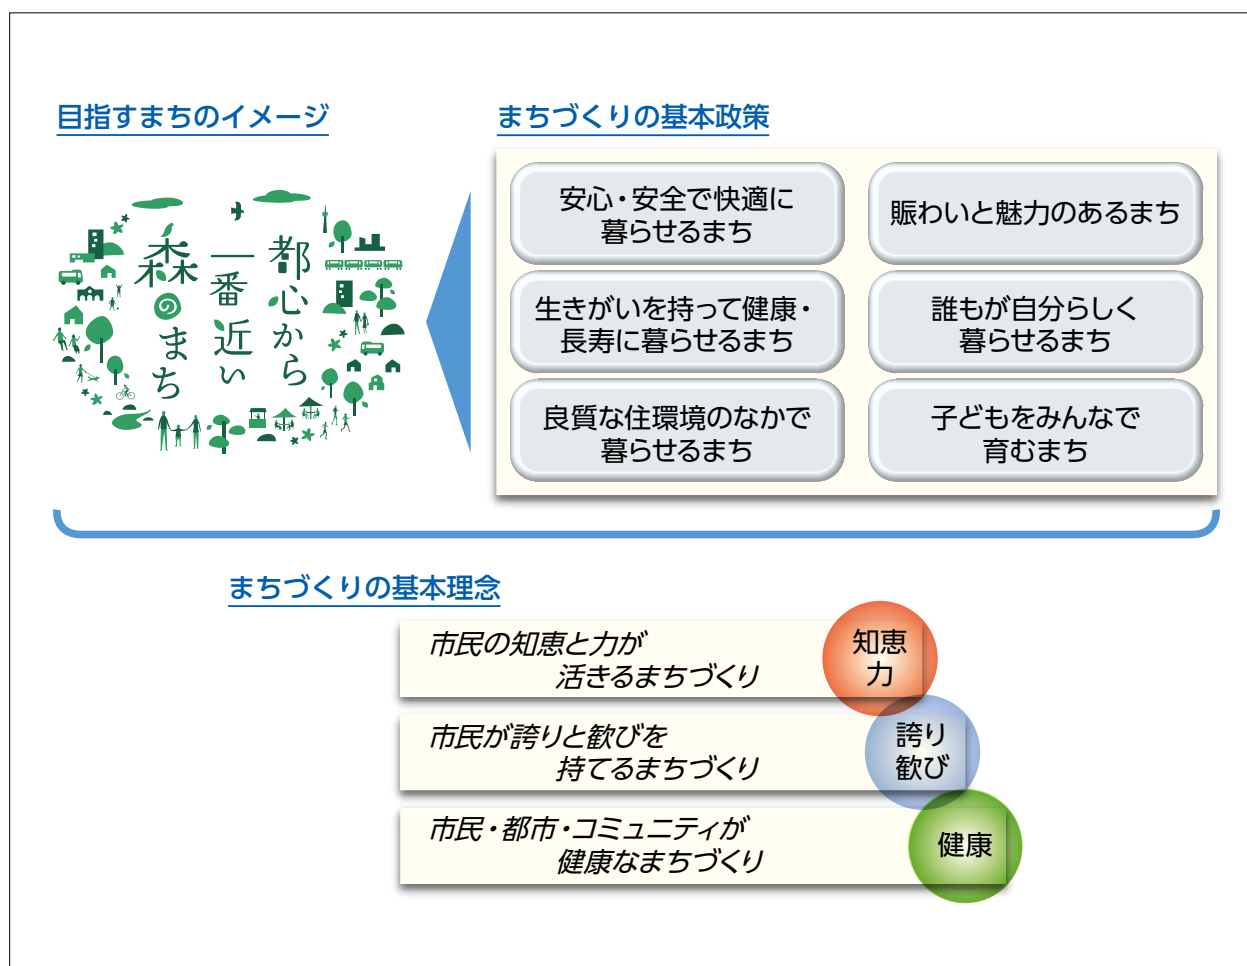 目指すまちのイメージ
都心から
一番近い
森のまち
まちづくりの基本政策
安心・安全で快適に
暮らせるまち
賑わいと魅力のあるまち
生きがいを持って健康・
長寿に暮らせるまち
誰もが自分らしく
暮らせるまち
良質な住環境のなかで
暮らせるまち
子どもをみんなで
育むまち
まちづくりの基本理念
市民の知恵と力が
活きるまちづくり
知恵
力
市民が誇りと歓びを
持てるまちづくり
誇り
歓び
市民・都市・コミュニティが
健康なまちづくり
健康